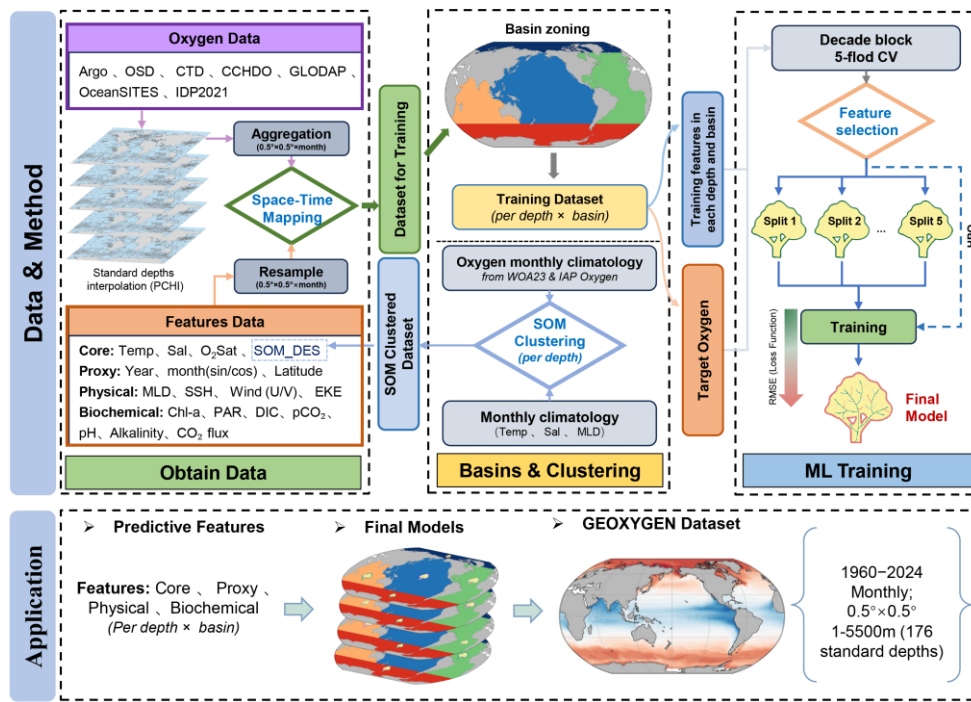 Data & Method
Oxygen Data
Argo 、OSD 、 CTD 、CCHDO 、GLODAP 、
OceanSITES 、IDP2021
Aggregation
(0.5°×0.5°×month)
Space-Time
Mapping
Standard depths
interpolation (PCHI)
Resample
(0.5°×0.5°×month)
Features Data
Core: Temp、Sal、O₂Sat 、 SOM_DES
Proxy: Year、month(sin/cos) 、Latitude
Physical: MLD、SSH、Wind (U/V)、 EKE
Biochemical: Chl-a、PAR、DIC、pCO₂、
pH、Alkalinity、CO₂ flux
Obtain Data
Dataset for Training
SOM Clustered
Dataset
Basin zoning
Training Dataset
(per depth × basin)
Oxygen monthly climatology
from WOA23 & IAP Oxygen
SOM
Clustering
(per depth)
Monthly climatology
(Temp 、 Sal 、 MLD)
Basins & Clustering
Training features in
each depth and basin
Target Oxygen
Decade block
5-flod CV
Feature
selection
Split 1
Split 2
...
Split 5
HPO
Training
RMSE (Loss Function)
Final
Model
ML Training
Application
➢ Predictive Features
Features: Core 、 Proxy 、
Physical 、Biochemical
(Per depth × basin)
➢ Final Models
➢ GEOXYGEN Dataset
1960−2024
Monthly;
0.5°×0.5°
1-5500m (176
standard depths)